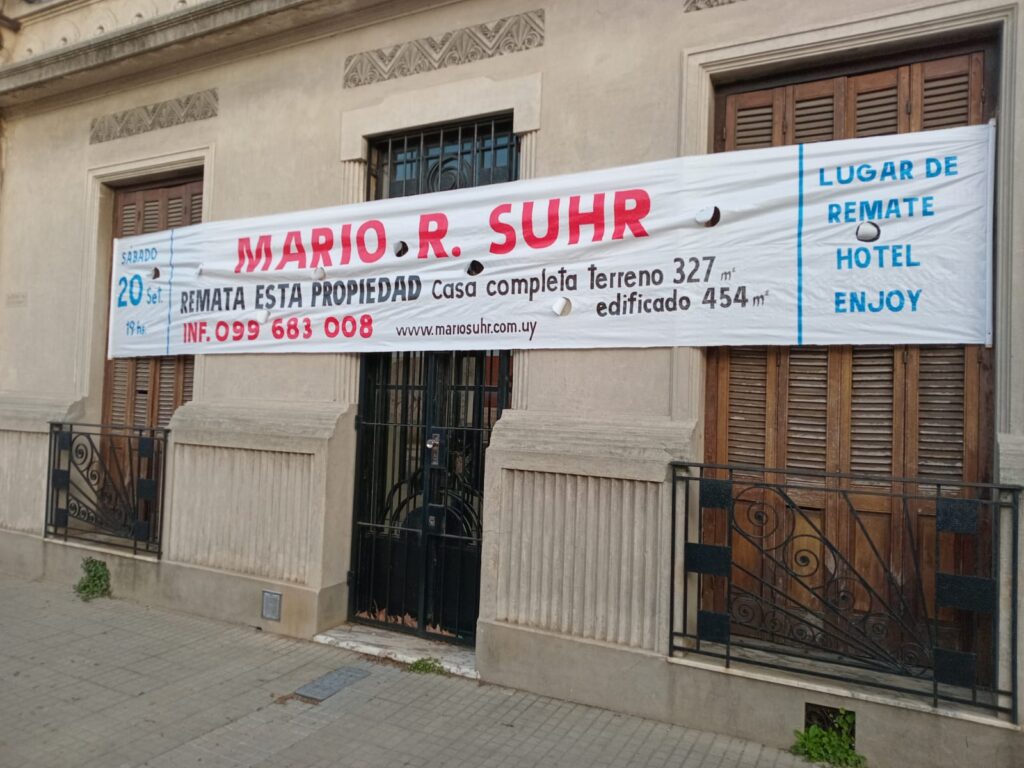 SÁBADO
20 Set.
19 hs
MARIO R. SUHR
REMATA ESTA PROPIEDAD Casa completa terreno 327 m²
edificado 454 m²
INF. 099 683 008 www.mariosuhr.com.uy
LUGAR DE
REMATE
HOTEL
ENJOY